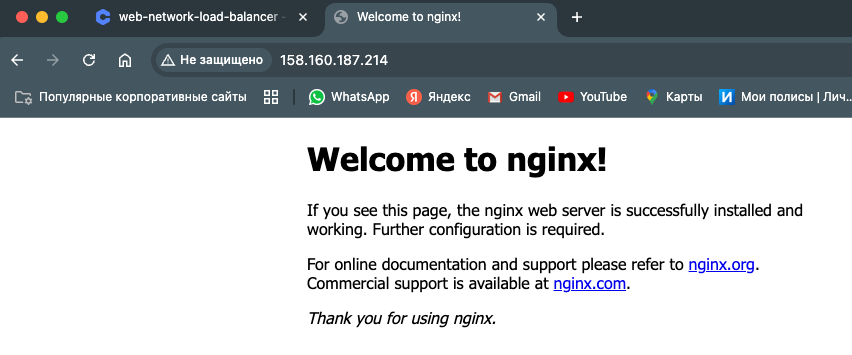 web-network-load-balancer -
Welcome to nginx!
Не защищено
158.160.187.214
Популярные корпоративные сайты
WhatsApp
Яндекс
Gmail
YouTube
Карты
Мои полисы | Лич...
Welcome to nginx!
If you see this page, the nginx web server is successfully installed and
working. Further configuration is required.
For online documentation and support please refer to nginx.org.
Commercial support is available at nginx.com.
Thank you for using nginx.